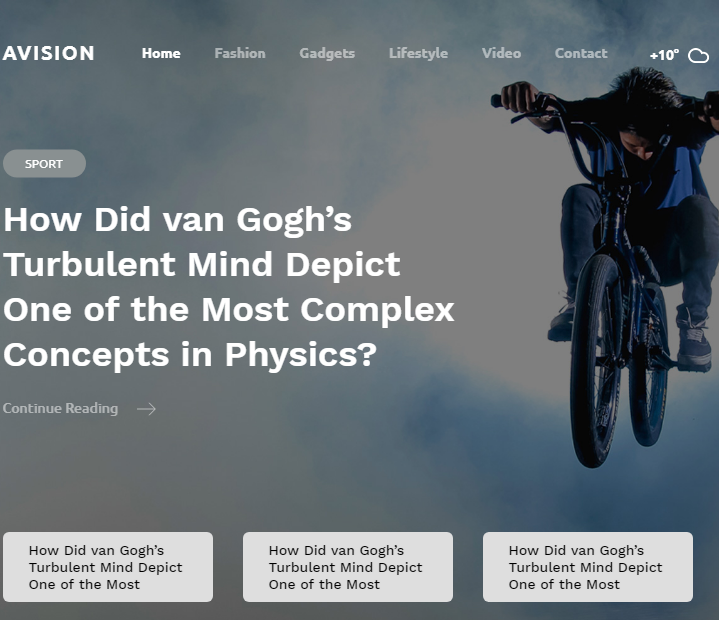 AVISION
Home Fashion Gadgets Lifestyle Video Contact +10°
SPORT
How Did van Gogh’s
Turbulent Mind Depict
One of the Most Complex
Concepts in Physics?
Continue Reading
How Did van Gogh’s
Turbulent Mind Depict
One of the Most
How Did van Gogh’s
Turbulent Mind Depict
One of the Most
How Did van Gogh’s
Turbulent Mind Depict
One of the Most